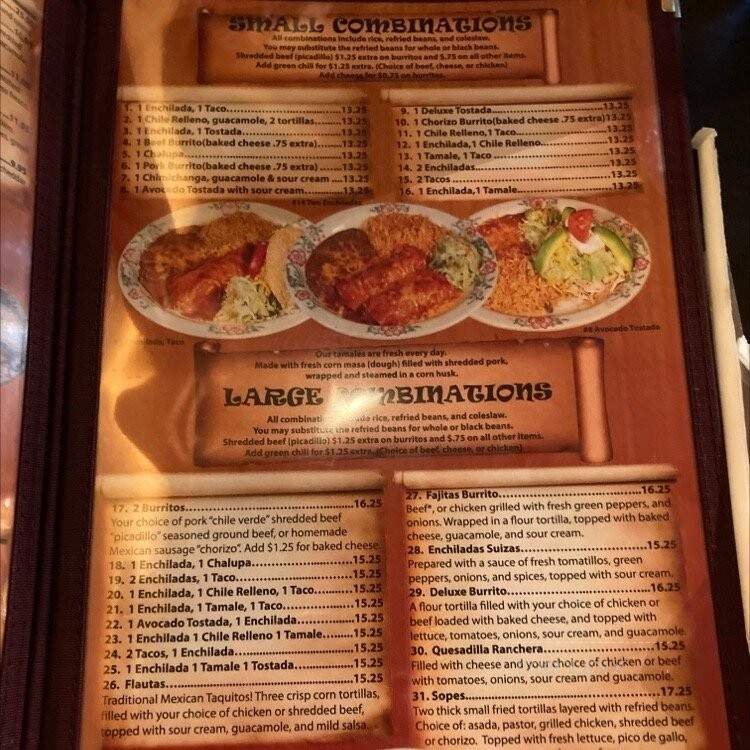 SMALL COMBINATIONS
All combinations include rice, refried beans, and coleslaw.
You may substitute the refried beans for whole or black beans.
Shredded beef (picadillo) $1.25 extra on burritos and $.75 on all other items.
Add green chili for $1.25 extra. (Choice of beef, cheese, or chicken)
Add cheese for $0.75 on burritos.
1. 1 Enchilada, 1 Taco..........13.25
2. 1 Chile Relleno, guacamole, 2 tortillas..........13.25
3. 1 Enchilada, 1 Tostada..........13.25
4. 1 Beef Burrito(baked cheese .75 extra)..........13.25
5. 1 Chalupa..........13.25
6. 1 Pork Burrito(baked cheese .75 extra)..........13.25
7. 1 Chimichanga, guacamole & sour cream ....13.25
8. 1 Avocado Tostada with sour cream..........13.25
9. 1 Deluxe Tostada..........13.25
10. 1 Chorizo Burrito(baked cheese .75 extra)13.25
11. 1 Chile Relleno,1 Taco..........13.25
12. 1 Enchilada,1 Chile Relleno..........13.25
13. 1 Tamale, 1 Taco..........13.25
14. 2 Enchiladas..........13.25
15. 2 Tacos..........13.25
16. 1 Enchilada,1 Tamale..........13.25
#14 Two Enchiladas
Taco
#8 Avocado Tostada
Our tamales are fresh every day.
Made with fresh corn masa (dough) filled with shredded pork,
wrapped and steamed in a corn husk.
LARGE COMBINATIONS
All combinations include rice, refried beans, and coleslaw.
You may substitute the refried beans for whole or black beans.
Shredded beef (picadillo) $1.25 extra on burritos and $.75 on all other items.
Add green chili for $1.25 extra. (Choice of beef, cheese, or chicken)
17. 2 Burritos..........16.25
Your choice of pork "chile verde" shredded beef
"picadillo" seasoned ground beef, or homemade
Mexican sausage "chorizo". Add $1.25 for baked cheese
18. 1 Enchilada, 1 Chalupa..........15.25
19. 2 Enchiladas, 1 Taco..........15.25
20. 1 Enchilada, 1 Chile Relleno, 1 Taco..........15.25
21. 1 Enchilada, 1 Tamale, 1 Taco..........15.25
22. 1 Avocado Tostada, 1 Enchilada..........15.25
23. 1 Enchilada 1 Chile Relleno 1 Tamale..........15.25
24. 2 Tacos, 1 Enchilada..........15.25
25. 1 Enchilada 1 Tamale 1 Tostada..........15.25
26. Flautas..........15.25
Traditional Mexican Taquitos! Three crisp corn tortillas,
filled with your choice of chicken or shredded beef,
topped with sour cream, guacamole, and mild salsa.
27. Fajitas Burrito..........16.25
Beef*, or chicken grilled with fresh green peppers, and
onions. Wrapped in a flour tortilla, topped with baked
cheese, guacamole, and sour cream.
28. Enchiladas Suizas..........15.25
Prepared with a sauce of fresh tomatillos, green
peppers, onions, and spices, topped with sour cream.
29. Deluxe Burrito..........16.25
A flour tortilla filled with your choice of chicken or
beef loaded with baked cheese, and topped with
lettuce, tomatoes, onions, sour cream, and guacamole.
30. Quesadilla Ranchera..........15.25
Filled with cheese and your choice of chicken or beef
with tomatoes, onions, sour cream and guacamole.
31. Sopes..........17.25
Two thick small fried tortillas layered with refried beans.
Choice of: asada, pastor, grilled chicken, shredded beef
or chorizo. Topped with fresh lettuce, pico de gallo,